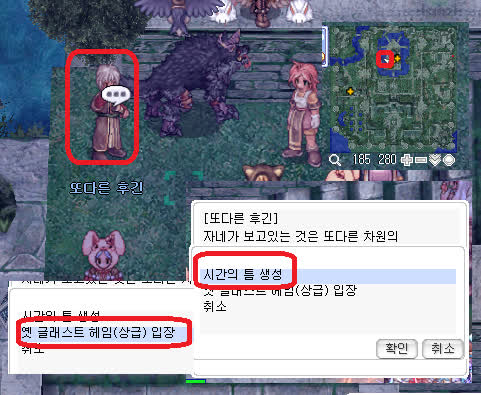 185 280
또다른 후긴
[또다른 후긴]
자네가 보고있는 것은 또다른 차원의
시간의 틈 생성
옛 글래스트 헤임(상급) 입장
취소
확인 취소
시간의 틈 생성
옛 글래스트 헤임(상급) 입장
취소